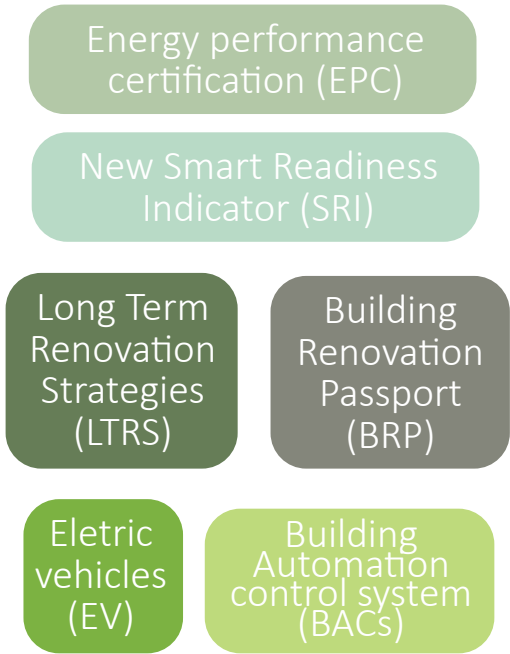 Energy performance
certification (EPC)
New Smart Readiness
Indicator (SRI)
Long Term
Renovation
Strategies
(LTRS)
Building
Renovation
Passport
(BRP)
Eletric
vehicles
(EV)
Building
Automation
control system
(BACs)